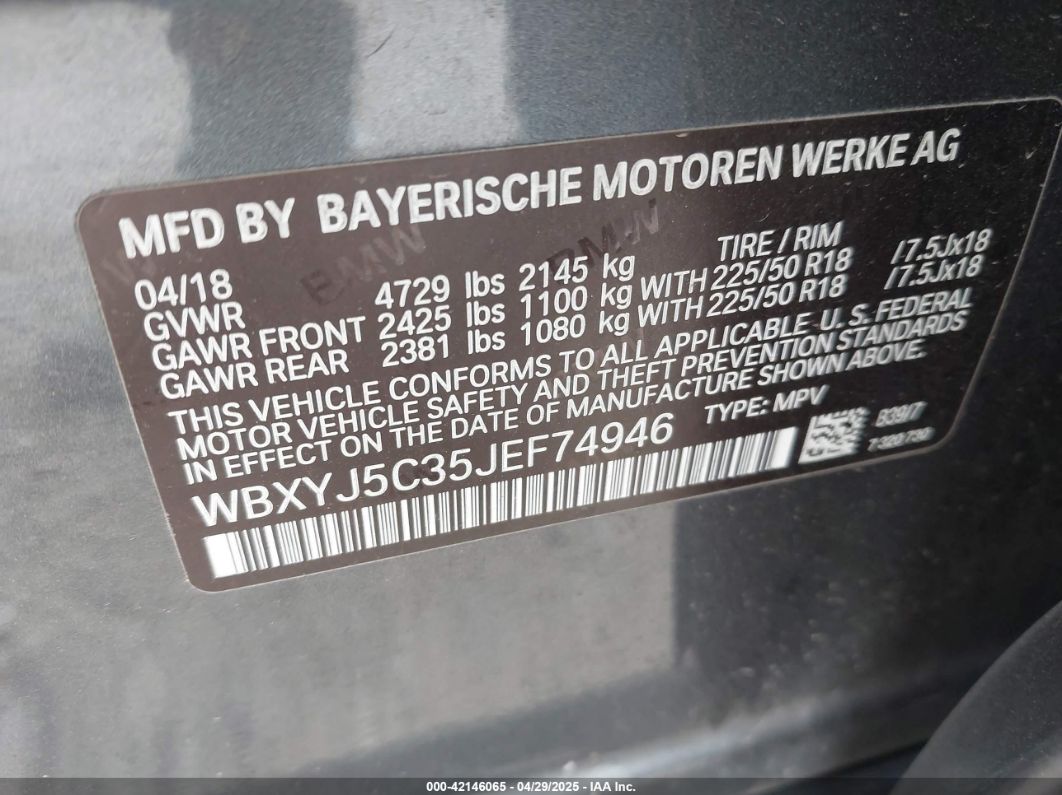 MFD BY BAYERISCHE MOTOREN WERKE AG
04/18 TIRE / RIM
GVWR 4729 lbs 2145 kg
GAWR FRONT 2425 lbs 1100 kg WITH 225/50 R18 /7.5Jx18
GAWR REAR 2381 lbs 1080 kg WITH 225/50 R18 /7.5Jx18
THIS VEHICLE CONFORMS TO ALL APPLICABLE U. S. FEDERAL
MOTOR VEHICLE SAFETY AND THEFT PREVENTION STANDARDS
IN EFFECT ON THE DATE OF MANUFACTURE SHOWN ABOVE.
WBXYJ5C35JEF74946 TYPE: MPV
BMW BMW
000-42146065 - 04/29/2025 - IAA Inc.